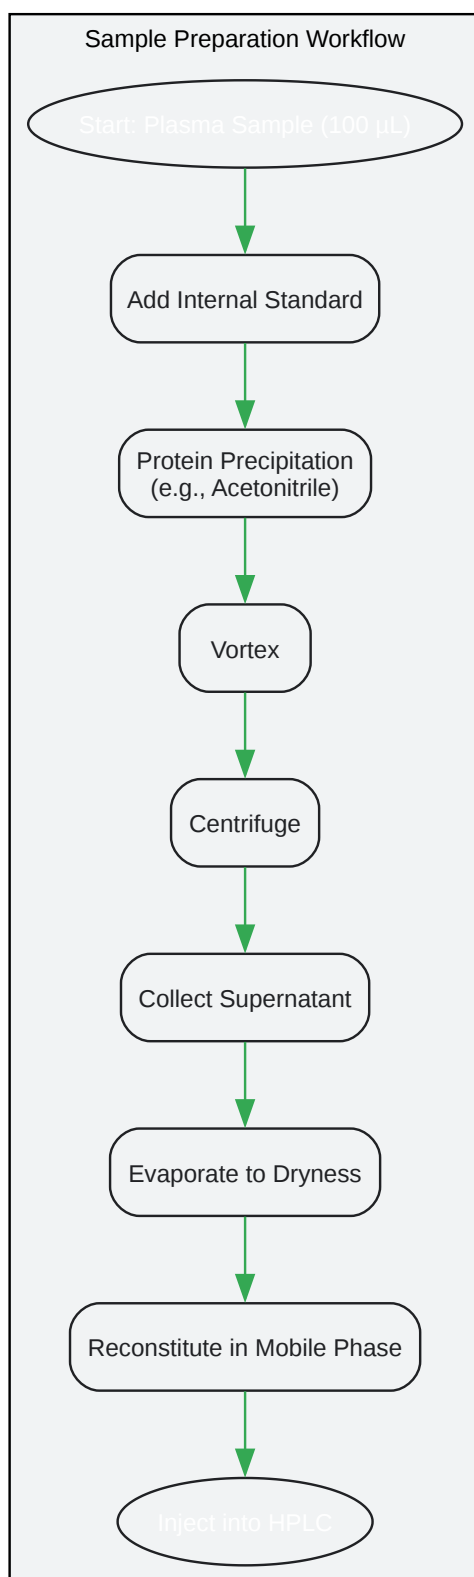 Sample Preparation Workflow
Start: Plasma Sample (100 µL)
Add Internal Standard
Protein Precipitation
(e.g., Acetonitrile)
Vortex
Centrifuge
Collect Supernatant
Evaporate to Dryness
Reconstitute in Mobile Phase
Inject into HPLC